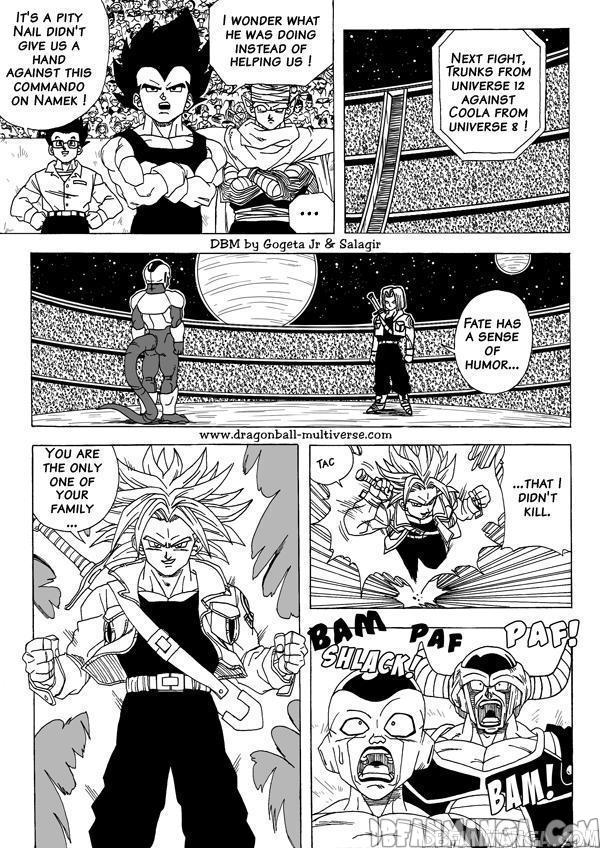 IT'S A PITY
NAIL DIDN'T
GIVE US A
HAND
AGAINST THIS
COMMANDO
ON NAMEK !
I WONDER WHAT
HE WAS DOING
INSTEAD OF
HELPING US !
...
NEXT FIGHT,
TRUNKS FROM
UNIVERSE 12
AGAINST
COOLA FROM
UNIVERSE 8 !
DBM by Gogeta Jr & Salagir
FATE HAS
A SENSE
OF
HUMOR...
www.dragonball-multiverse.com
YOU ARE
THE ONLY
ONE OF
YOUR
FAMILY
...
TAC
...THAT I
DIDN'T
KILL.
BAM PAF PAF!
SHLACK!
BAM!